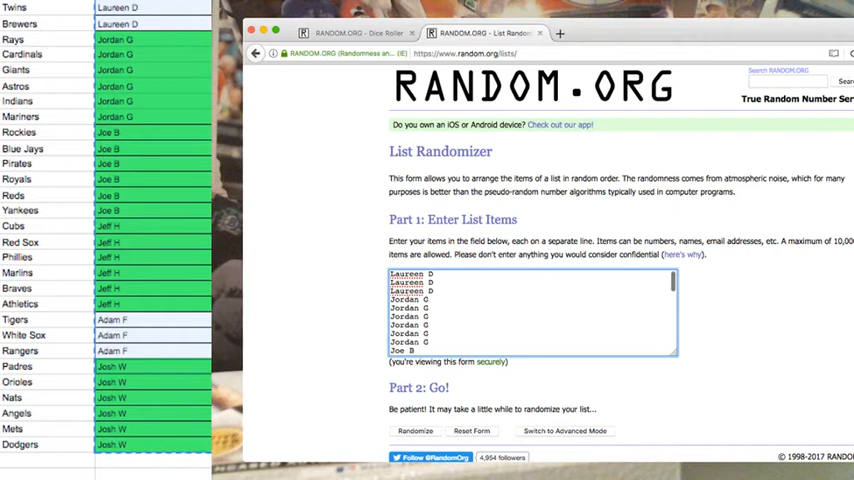 Twins Laureen D
Brewers Laureen D
Rays Jordan G
Cardinals Jordan G
Giants Jordan G
Astros Jordan G
Indians Jordan G
Mariners Jordan G
Rockies Joe B
Blue Jays Joe B
Pirates Joe B
Royals Joe B
Reds Joe B
Yankees Joe B
Cubs Jeff H
Red Sox Jeff H
Phillies Jeff H
Marlins Jeff H
Braves Jeff H
Athletics Jeff H
Tigers Adam F
White Sox Adam F
Rangers Adam F
Padres Josh W
Orioles Josh W
Nats Josh W
Angels Josh W
Mets Josh W
Dodgers Josh W
RANDOM.ORG - Dice Roller
RANDOM.ORG - List Random
RANDOM.ORG (Randomness an... (IE) https://www.random.org/lists/
RANDOM.ORG
Search RANDOM.ORG
Sear
True Random Number Ser
Do you own an iOS or Android device? Check out our app!
List Randomizer
This form allows you to arrange the items of a list in random order. The randomness comes from atmospheric noise, which for many
purposes is better than the pseudo-random number algorithms typically used in computer programs.
Part 1: Enter List Items
Enter your items in the field below, each on a separate line. Items can be numbers, names, email addresses, etc. A maximum of 10,00
items are allowed. Please don't enter anything you would consider confidential (here's why).
Laureen D
Laureen D
Laureen D
Jordan G
Jordan G
Jordan G
Jordan G
Jordan G
Jordan G
Joe B
(you're viewing this form securely)
Part 2: Go!
Be patient! It may take a little while to randomize your list...
Randomize Reset Form Switch to Advanced Mode
Follow @RandomOrg 4,954 followers
© 1998-2017 RANDO